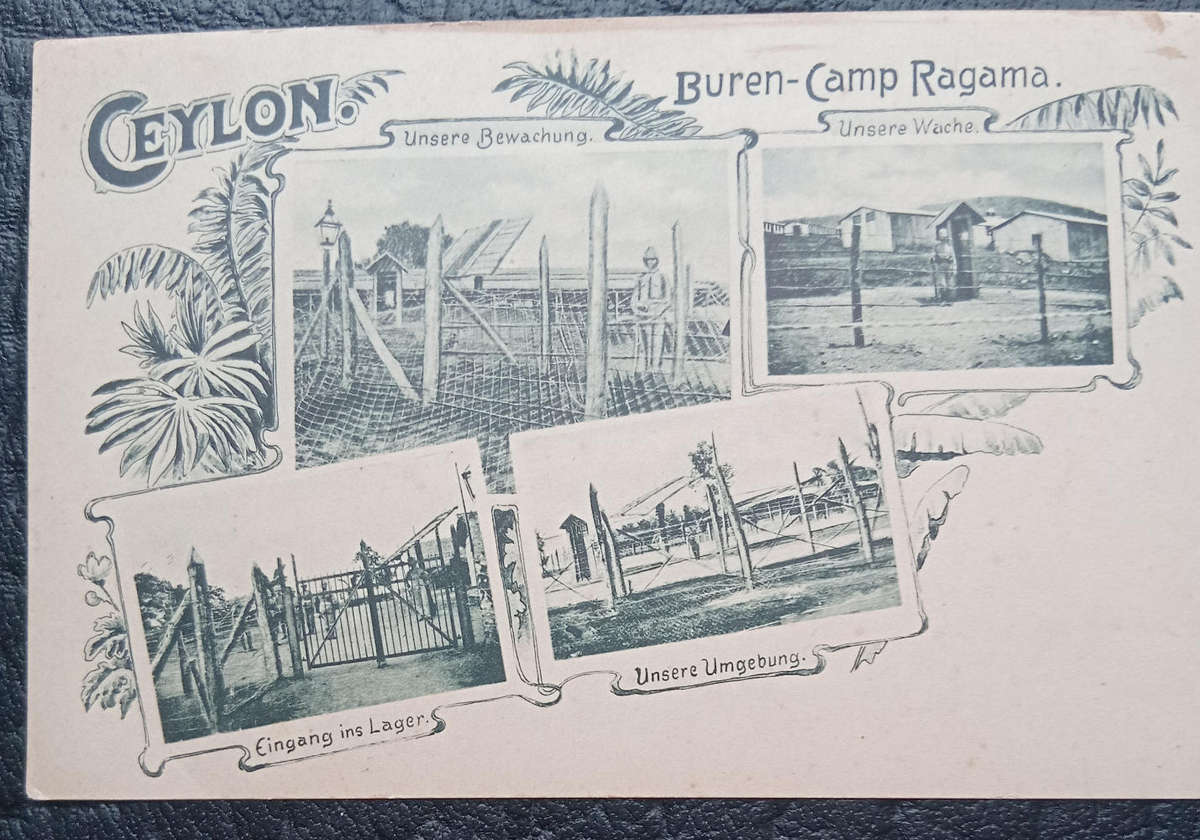 CEYLON.
Buren-Camp Ragama.
Unsere Bewachung.
Unsere Wache.
Eingang ins Lager.
Unsere Umgebung.